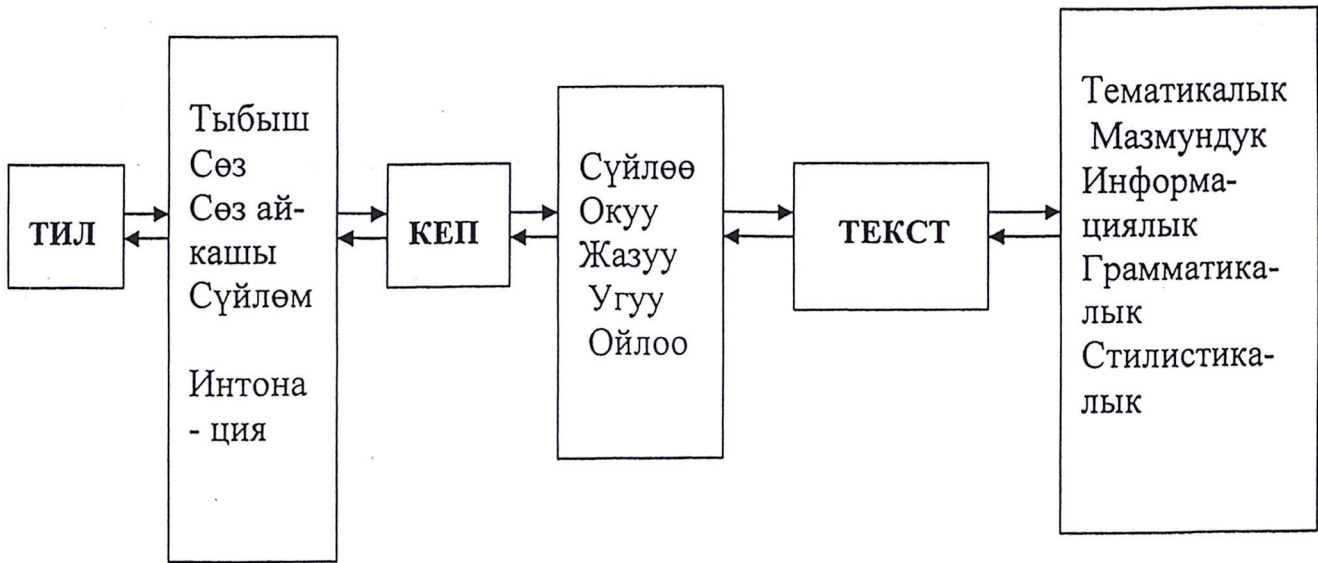 ТИЛ
Тыбыш
Сөз
Сөз ай-
кашы
Сүйлөм
Интона
- ция
КЕП
Сүйлөө
Окуу
Жазуу
Угуу
Ойлоо
ТЕКСТ
Тематикалык
Мазмундук
Информа-
циялык
Грамматика-
лык
Стилистика-
лык